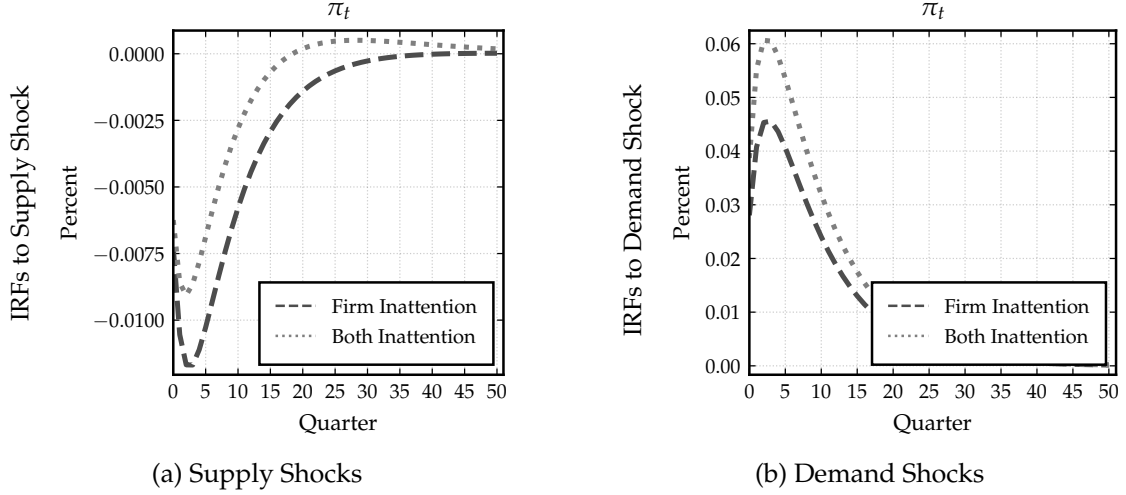 π_t
IRFs to Supply Shock
Percent
0.0000
−0.0025
−0.0050
−0.0075
−0.0100
Firm Inattention
Both Inattention
0 5 10 15 20 25 30 35 40 45 50
Quarter
(a) Supply Shocks
π_t
IRFs to Demand Shock
Percent
0.06
0.05
0.04
0.03
0.02
0.01
0.00
Firm Inattention
Both Inattention
0 5 10 15 20 25 30 35 40 45 50
Quarter
(b) Demand Shocks